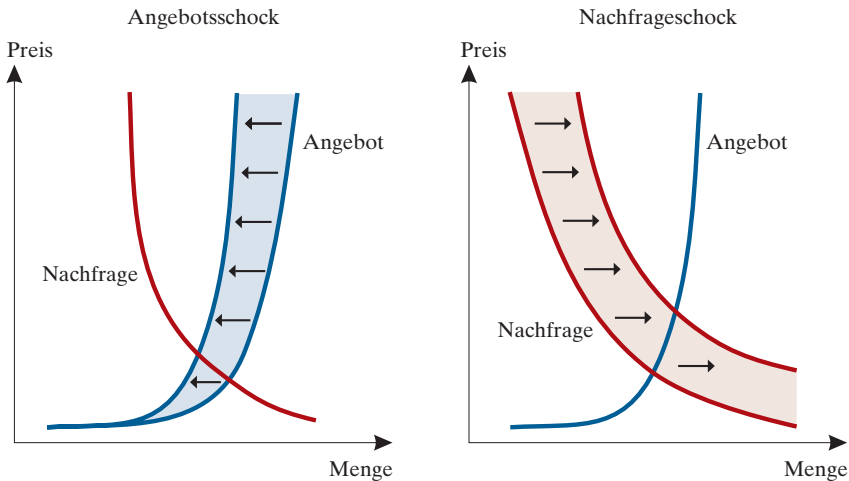 Angebotsschock
Preis
Angebot
Nachfrage
Menge
Nachfrageschock
Preis
Angebot
Nachfrage
Menge